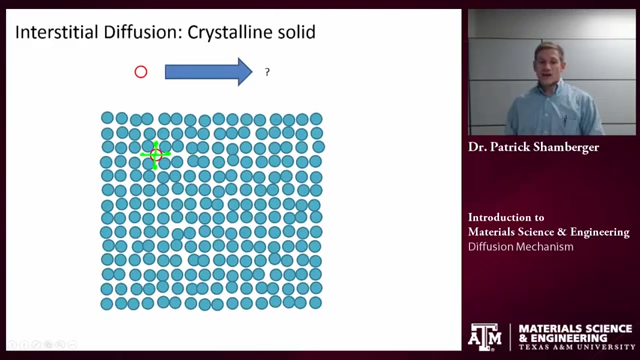 Interstitial Diffusion: Crystalline solid
?
Dr. Patrick Shamberger
Introduction to
Materials Science & Engineering
Diffusion Mechanism
ATM
MATERIALS SCIENCE
& ENGINEERING
TEXAS A&M UNIVERSITY